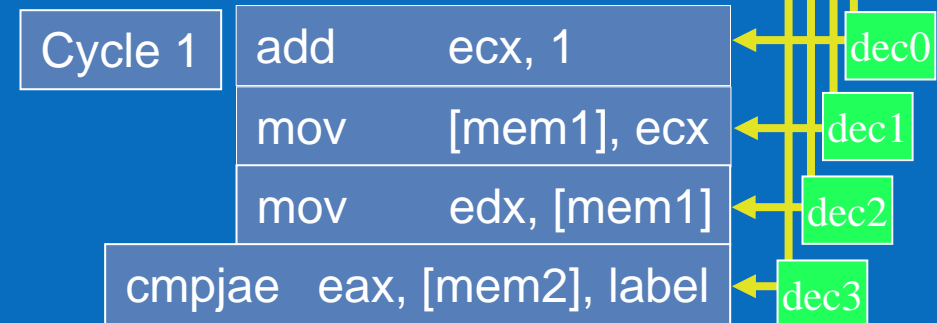 Cycle 1 add ecx, 1 dec0
mov [mem1], ecx dec1
mov edx, [mem1] dec2
cmpjae eax, [mem2], label dec3